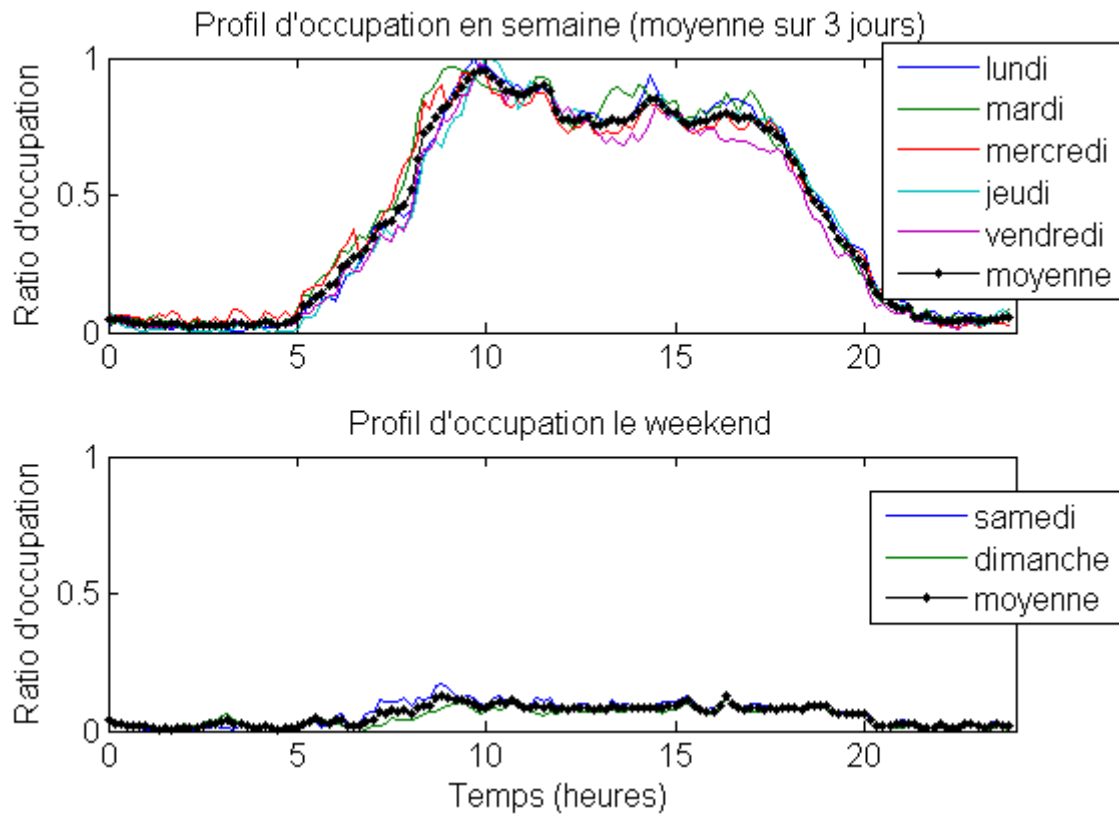 Profil d'occupation en semaine (moyenne sur 3 jours)
Ratio d'occupation
1
0.5
0
0
5
10
15
20
lundi
mardi
mercredi
jeudi
vendredi
moyenne
Profil d'occupation le weekend
Ratio d'occupation
1
0.5
0
0
5
10
15
20
samedi
dimanche
moyenne
Temps (heures)